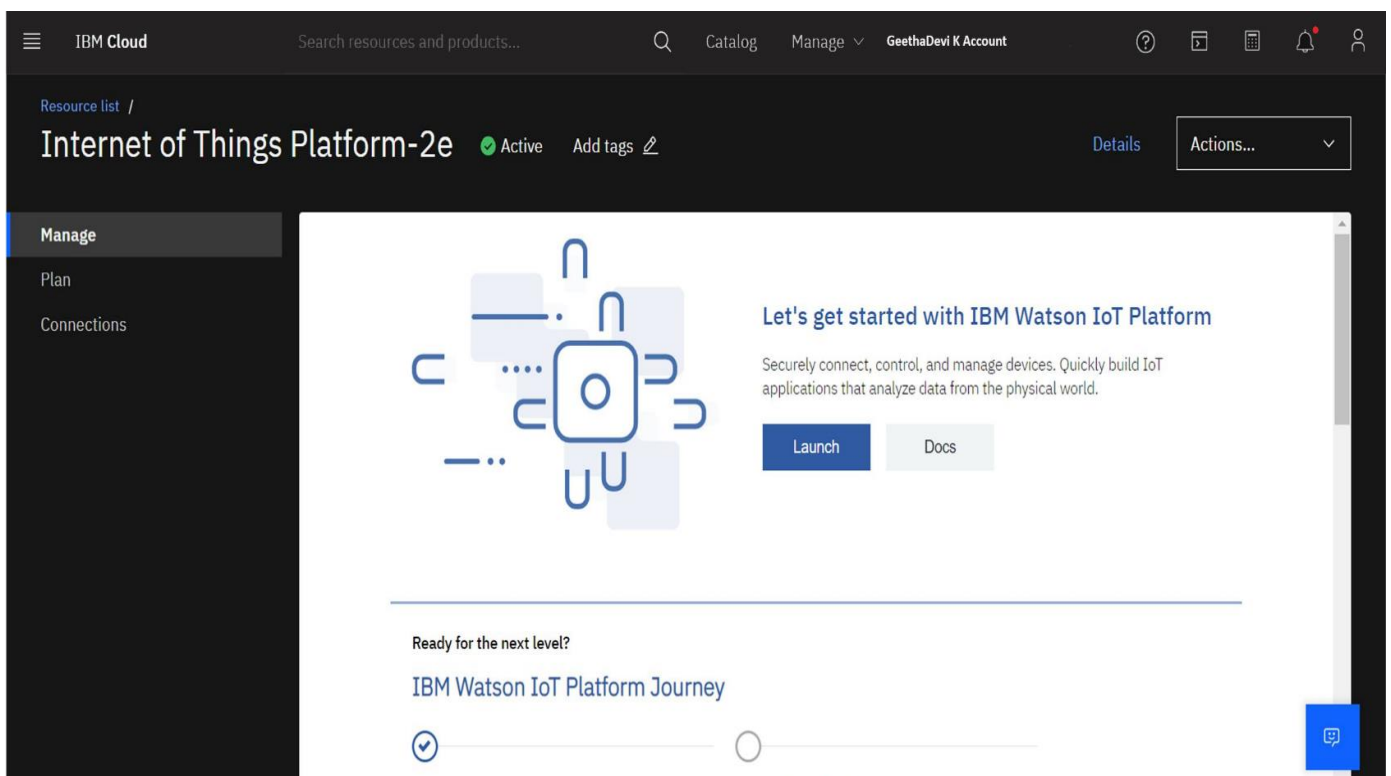 IBM Cloud
Search resources and products...
Catalog
Manage
GeethaDevi K Account
Resource list /
Internet of Things Platform-2e
Active
Add tags
Details
Actions...
Manage
Plan
Connections
Let's get started with IBM Watson IoT Platform
Securely connect, control, and manage devices. Quickly build IoT
applications that analyze data from the physical world.
Launch
Docs
Ready for the next level?
IBM Watson IoT Platform Journey